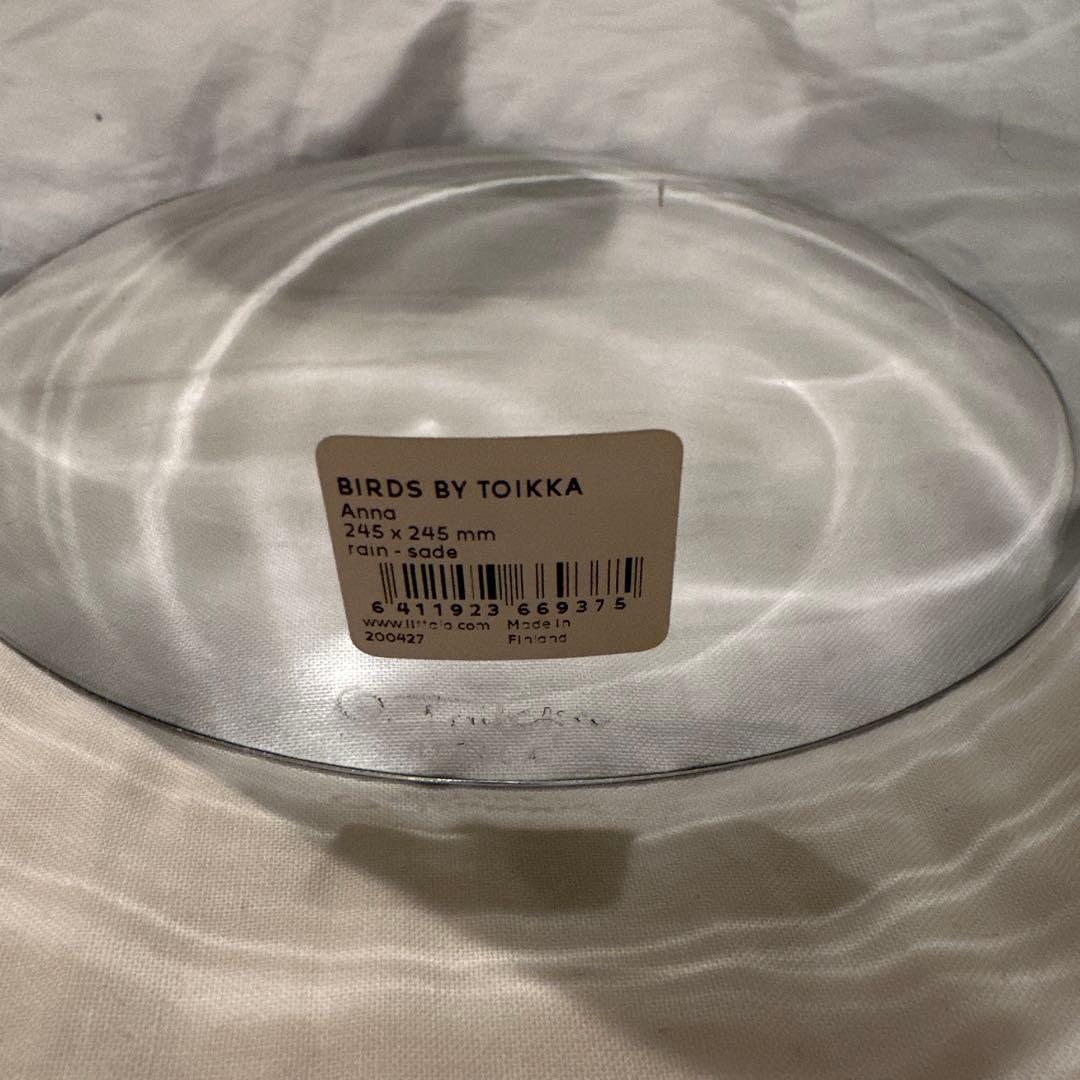 BIRDS BY TOIKKA
Anna
245 x 245 mm
rain - sade
6 411923 669375
www.iittala.com Made in
200427 Finland
O. Toikka